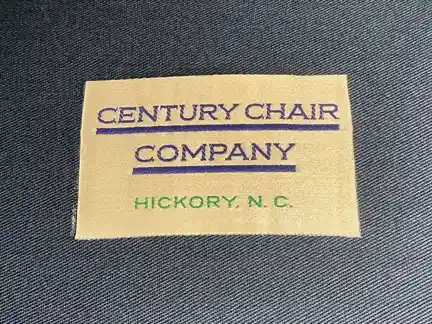 CENTURY CHAIR
COMPANY
HICKORY, N. C.